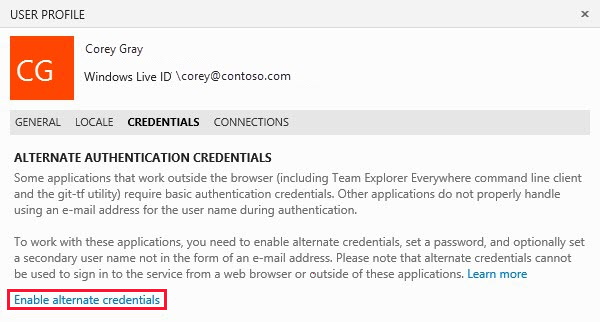 USER PROFILE
×
CG
Corey Gray
Windows Live ID \corey@contoso.com
GENERAL LOCALE CREDENTIALS CONNECTIONS
ALTERNATE AUTHENTICATION CREDENTIALS
Some applications that work outside the browser (including Team Explorer Everywhere command line client
and the git-tf utility) require basic authentication credentials. Other applications do not properly handle
using an e-mail address for the user name during authentication.
To work with these applications, you need to enable alternate credentials, set a password, and optionally set
a secondary user name not in the form of an e-mail address. Please note that alternate credentials cannot
be used to sign in to the service from a web browser or outside of these applications. Learn more
Enable alternate credentials